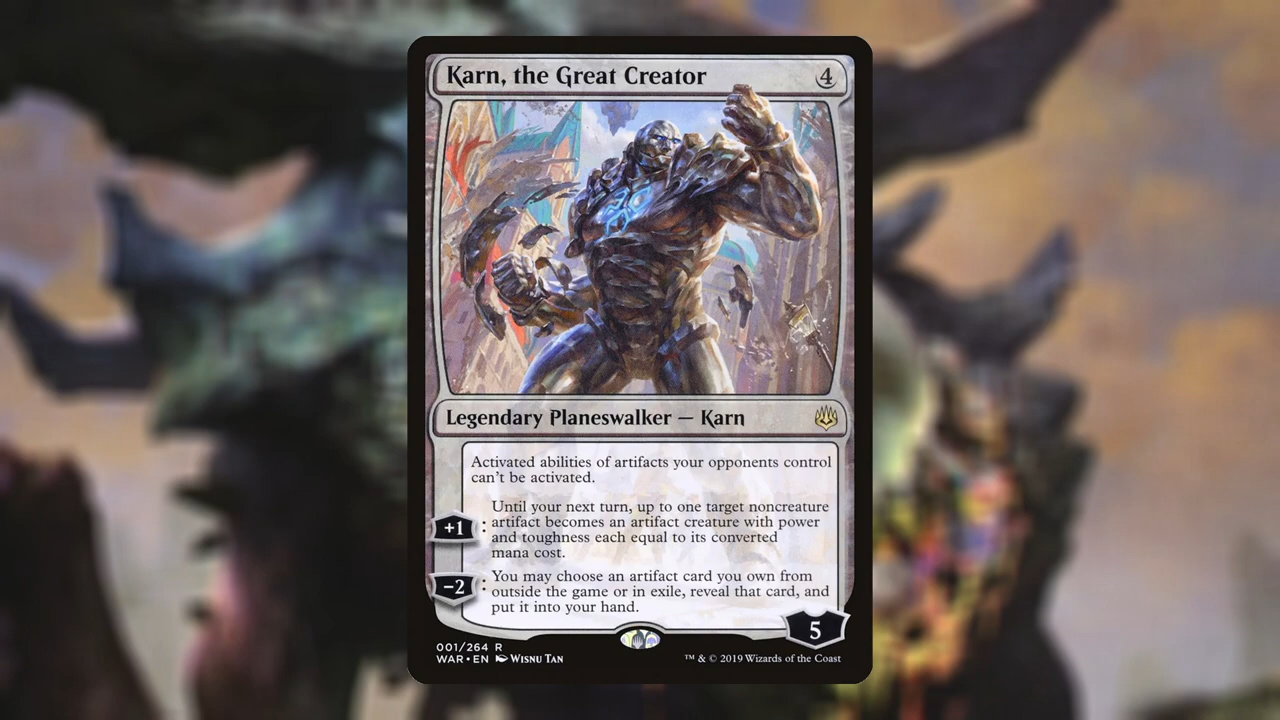 Karn, the Great Creator 4
Legendary Planeswalker — Karn
Activated abilities of artifacts your opponents control
can't be activated.
Until your next turn, up to one target noncreature
+1 : artifact becomes an artifact creature with power
and toughness each equal to its converted
mana cost.
You may choose an artifact card you own from
−2 : outside the game or in exile, reveal that card, and
put it into your hand.
5
001/264 R
WAR • EN Wisnu Tan
™ & © 2019 Wizards of the Coast